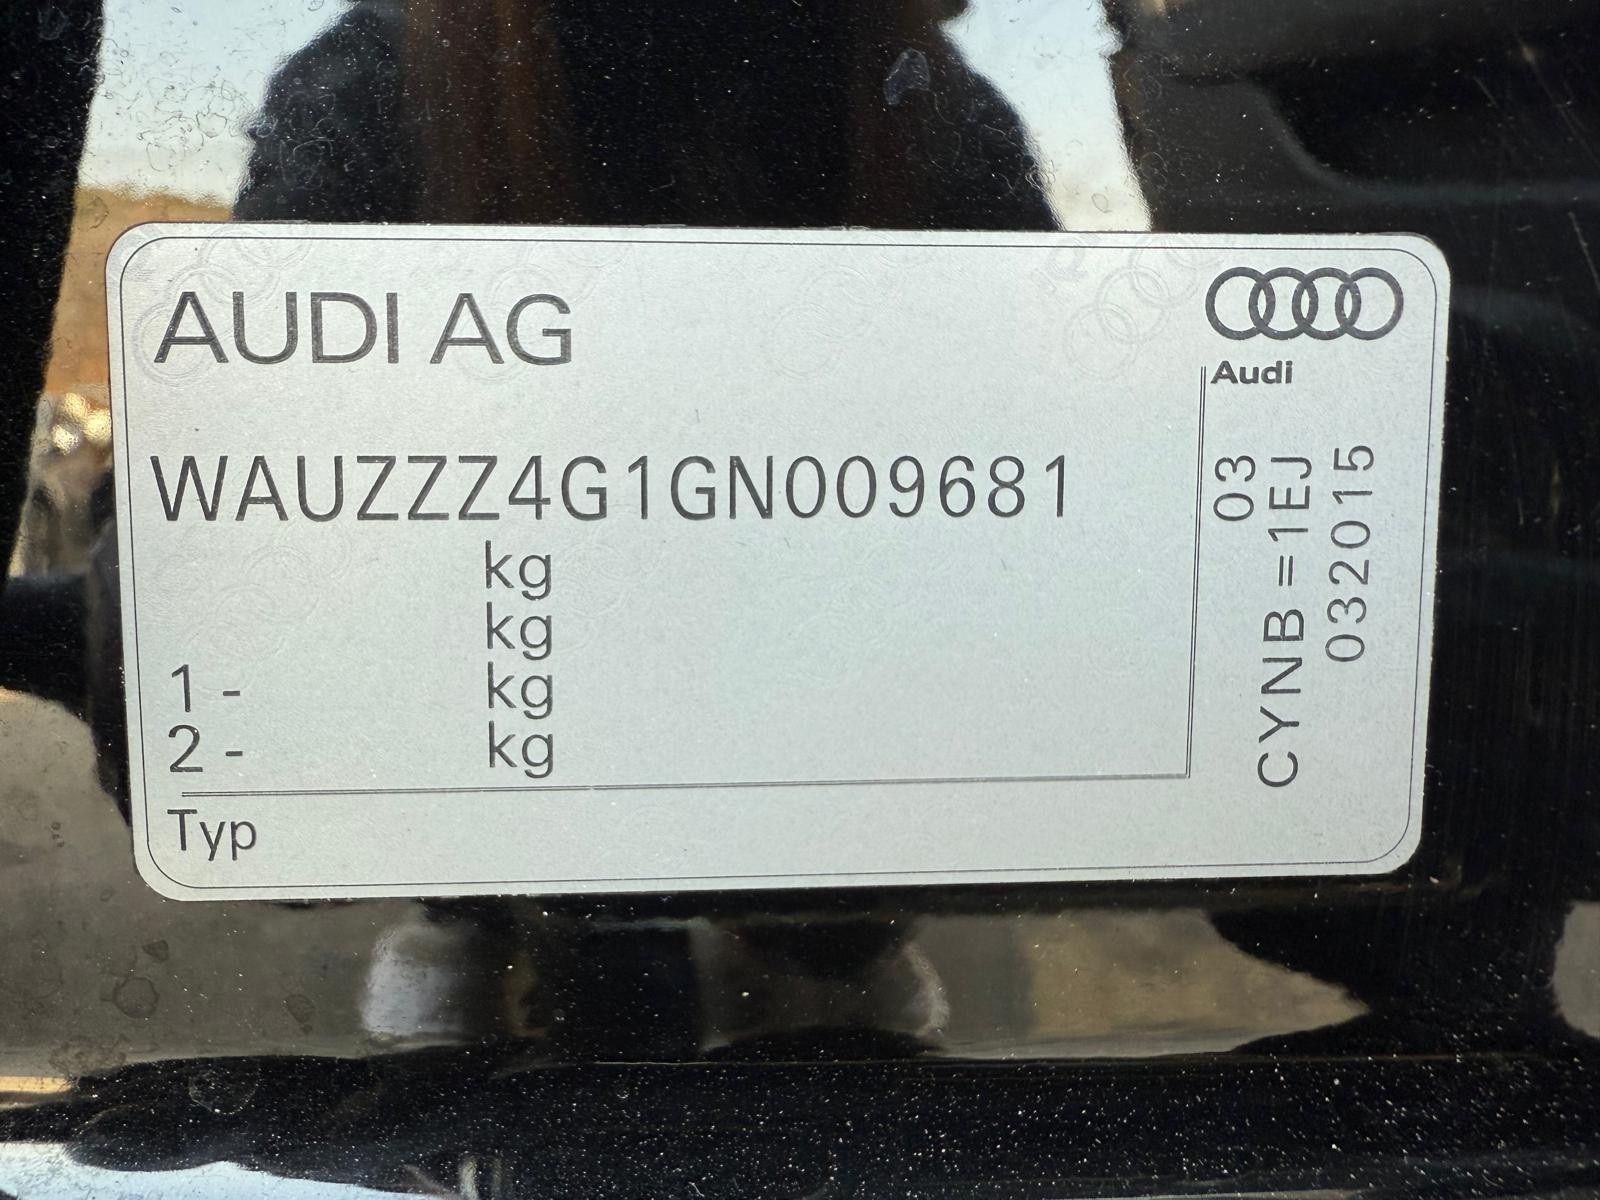 AUDI AG
Audi
WAUZZZ4G1GN009681
kg
kg
1 - kg
2 - kg
Typ
03
CYNB =1EJ
032015